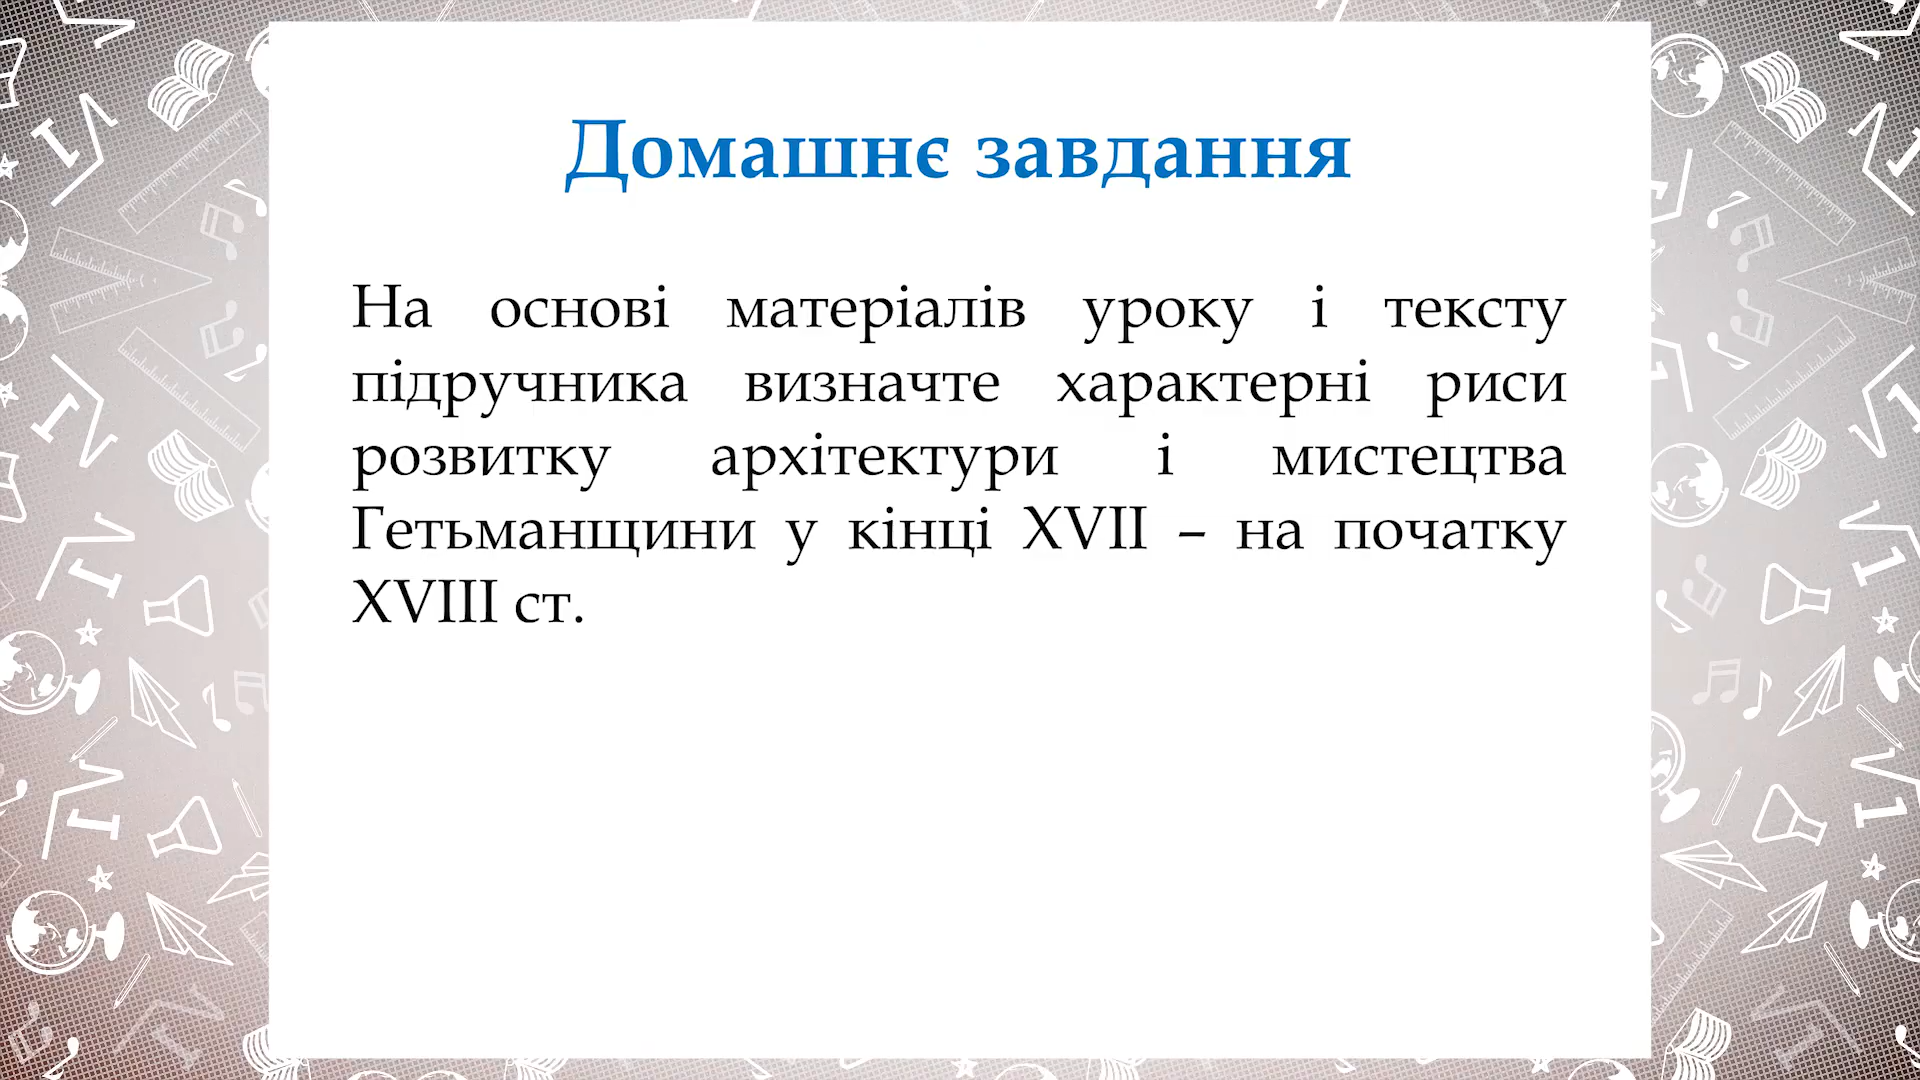 Домашнє завдання
На основі матеріалів уроку і тексту
підручника визначте характерні риси
розвитку архітектури і мистецтва
Гетьманщини у кінці XVII – на початку
XVIII ст.